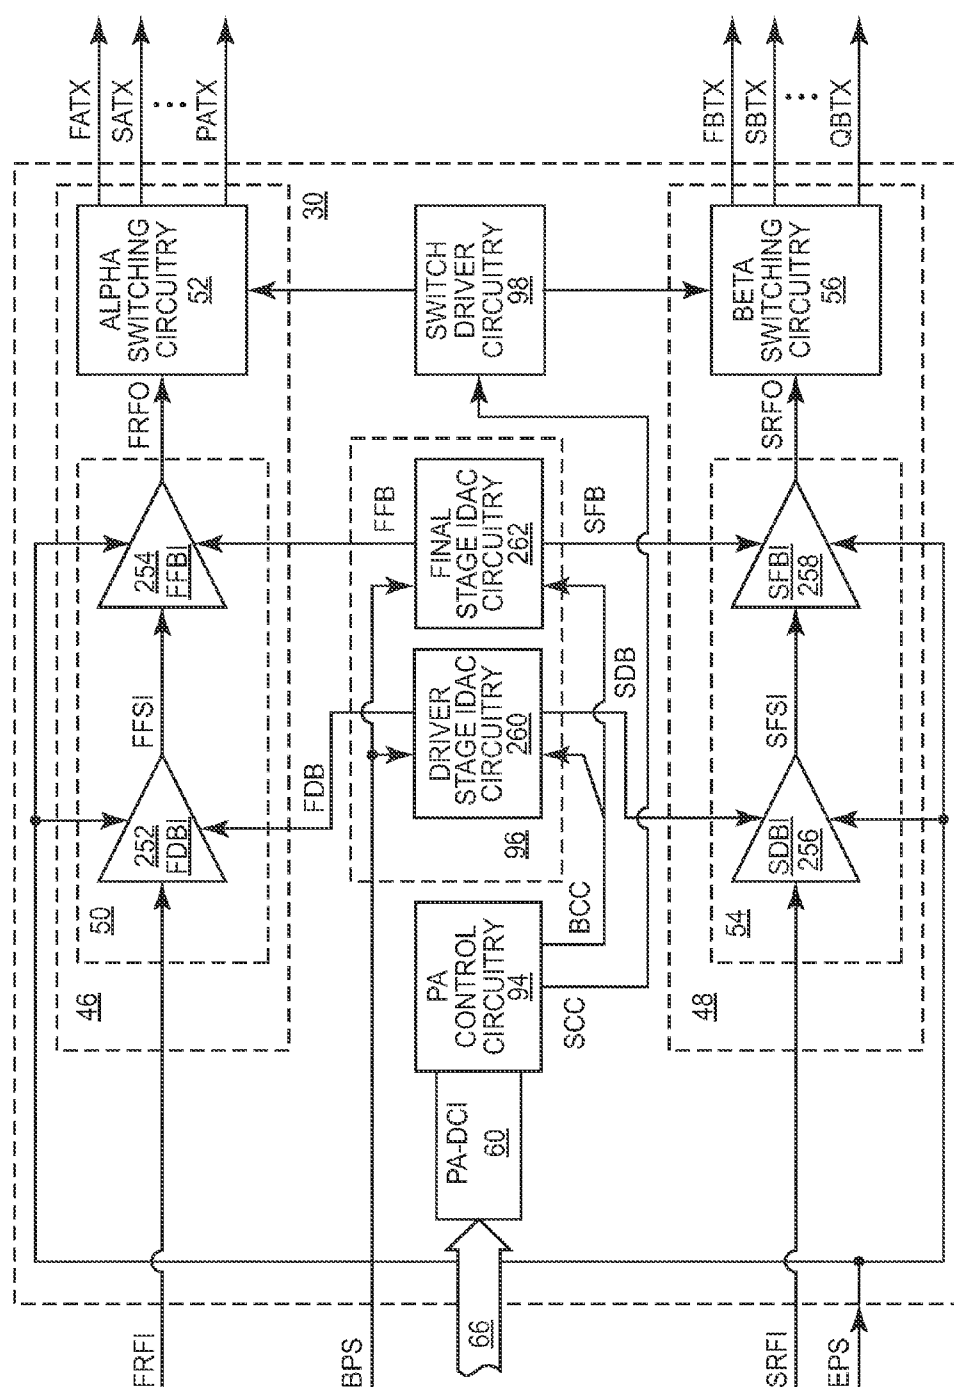 FATX
SATX
PATX
FBTX
SBTX
QBTX
30
ALPHA
SWITCHING
CIRCUITRY
52
SWITCH
DRIVER
CIRCUITRY
98
BETA
SWITCHING
CIRCUITRY
56
FRFO
SRFO
FFB
SFB
254
FFBI
FINAL
STAGE IDAC
CIRCUITRY
262
SFBI
258
FFSI
SDB
SFSI
FDB
DRIVER
STAGE IDAC
CIRCUITRY
260
252
FDBI
SDBI
256
96
50
54
BCC
46
PA
CONTROL
CIRCUITRY
94
48
SCC
PA-DCI
60
66
FRFI
BPS
SRFI
EPS